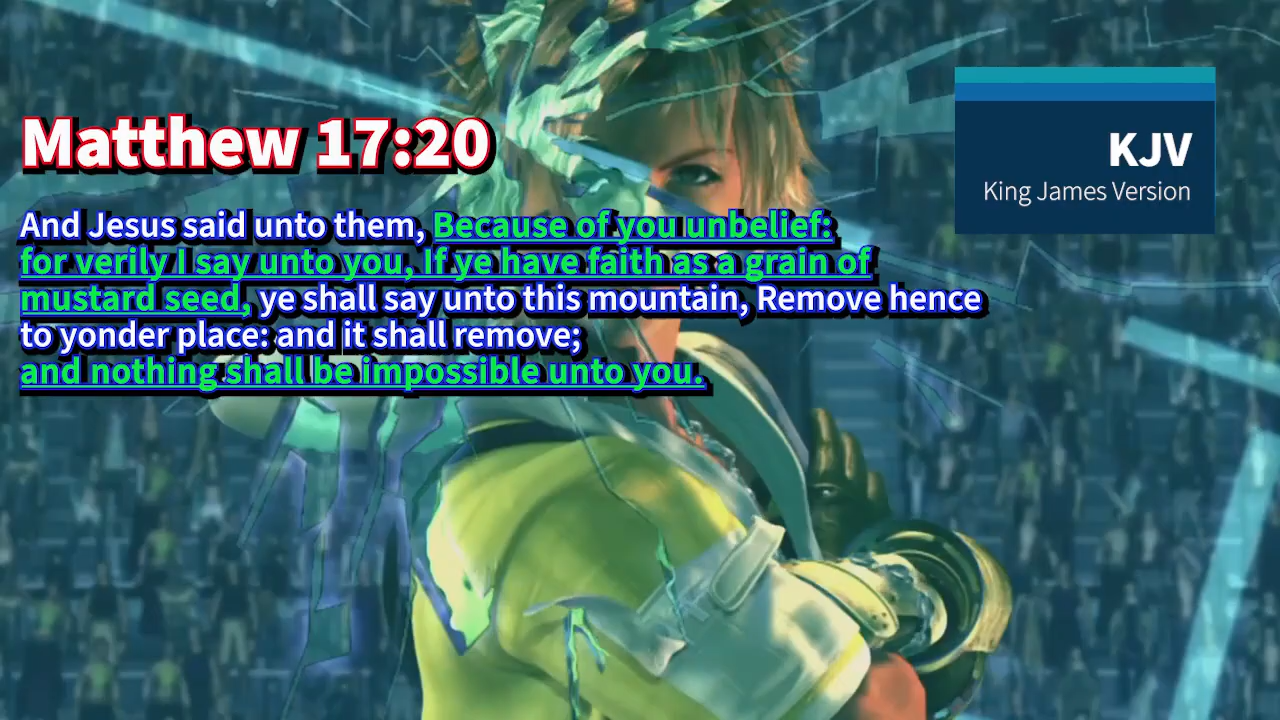 Matthew 17:20
KJV
King James Version
And Jesus said unto them, Because of you unbelief:
for verily I say unto you, If ye have faith as a grain of
mustard seed, ye shall say unto this mountain, Remove hence
to yonder place: and it shall remove;
and nothing shall be impossible unto you.